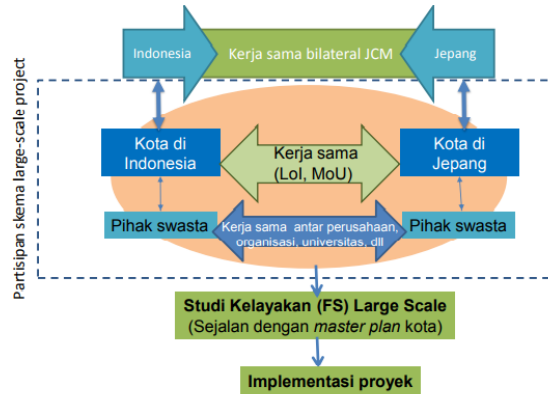 Indonesia
Kerja sama bilateral JCM
Jepang
Partisipan skema large-scale project
Kota di
Indonesia
Kerja sama
(LoI, MoU)
Kota di
Jepang
Pihak swasta
Kerja sama antar perusahaan,
organisasi, universitas, dll
Pihak swasta
Studi Kelayakan (FS) Large Scale
(Sejalan dengan master plan kota)
Implementasi proyek